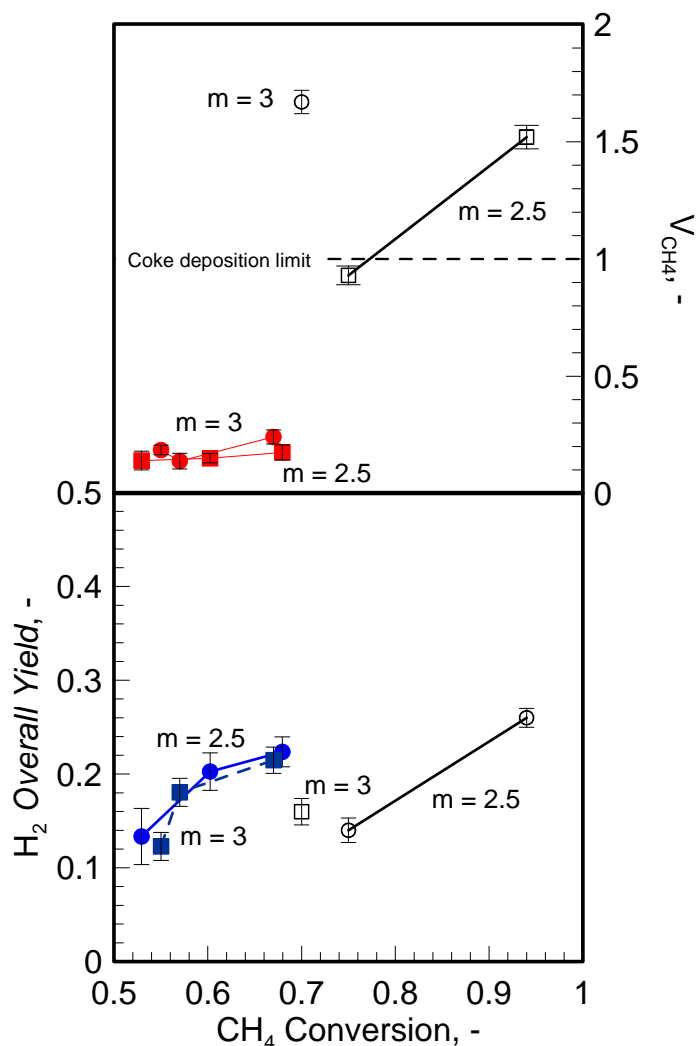 2
m = 3
1.5
m = 2.5
V_CH4, -
Coke deposition limit
1
0.5
m = 3
m = 2.5
0
0.5
0.4
0.3
m = 2.5
m = 3
m = 2.5
0.2
m = 3
0.1
0
H₂ Overall Yield, -
0.5 0.6 0.7 0.8 0.9 1
CH₄ Conversion, -